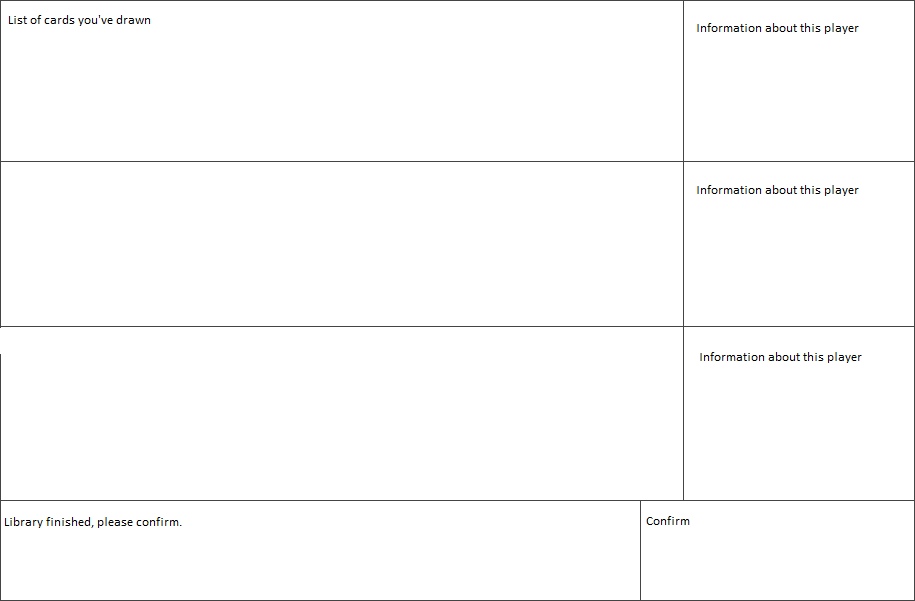 List of cards you've drawn
Information about this player
Information about this player
Information about this player
Library finished, please confirm.
Confirm